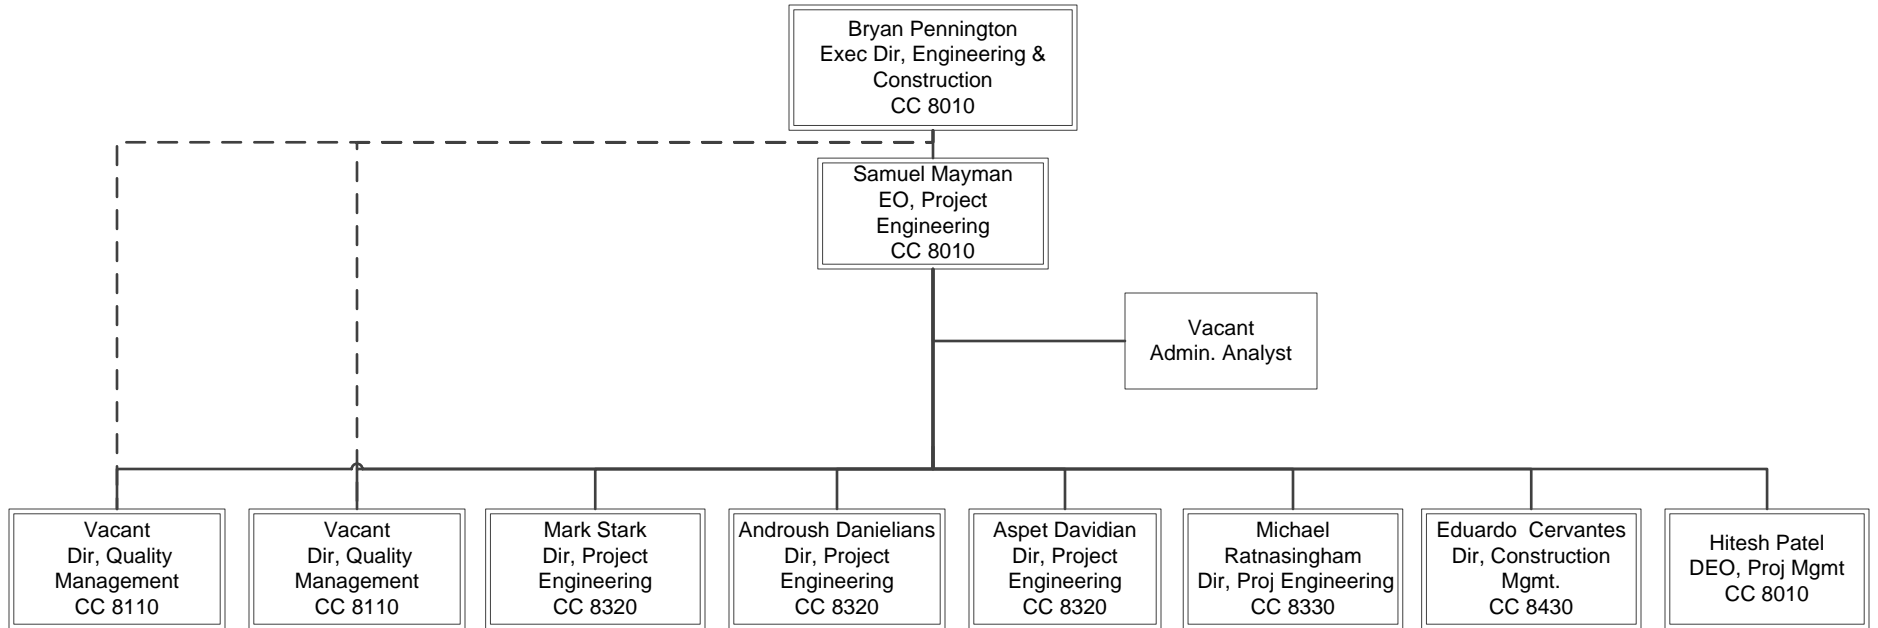 Bryan Pennington
Exec Dir, Engineering &
Construction
CC 8010
Samuel Mayman
EO, Project
Engineering
CC 8010
Vacant
Admin. Analyst
Vacant
Dir, Quality
Management
CC 8110
Vacant
Dir, Quality
Management
CC 8110
Mark Stark
Dir, Project
Engineering
CC 8320
Androush Danielians
Dir, Project
Engineering
CC 8320
Aspet Davidian
Dir, Project
Engineering
CC 8320
Michael
Ratnasingham
Dir, Proj Engineering
CC 8330
Eduardo  Cervantes
Dir, Construction
Mgmt.
CC 8430
Hitesh Patel
DEO, Proj Mgmt
CC 8010